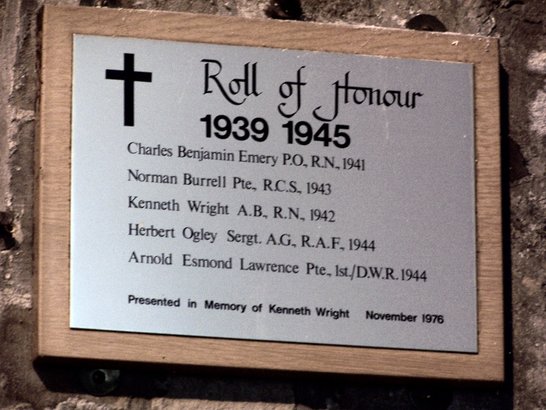 Roll of Honour
1939 1945
Charles Benjamin Emery P.O., R.N., 1941
Norman Burrell Pte., R.C.S., 1943
Kenneth Wright A.B., R.N., 1942
Herbert Ogley Sergt. A.G., R.A.F., 1944
Arnold Esmond Lawrence Pte., 1st./D.W.R. 1944
Presented in Memory of Kenneth Wright November 1976